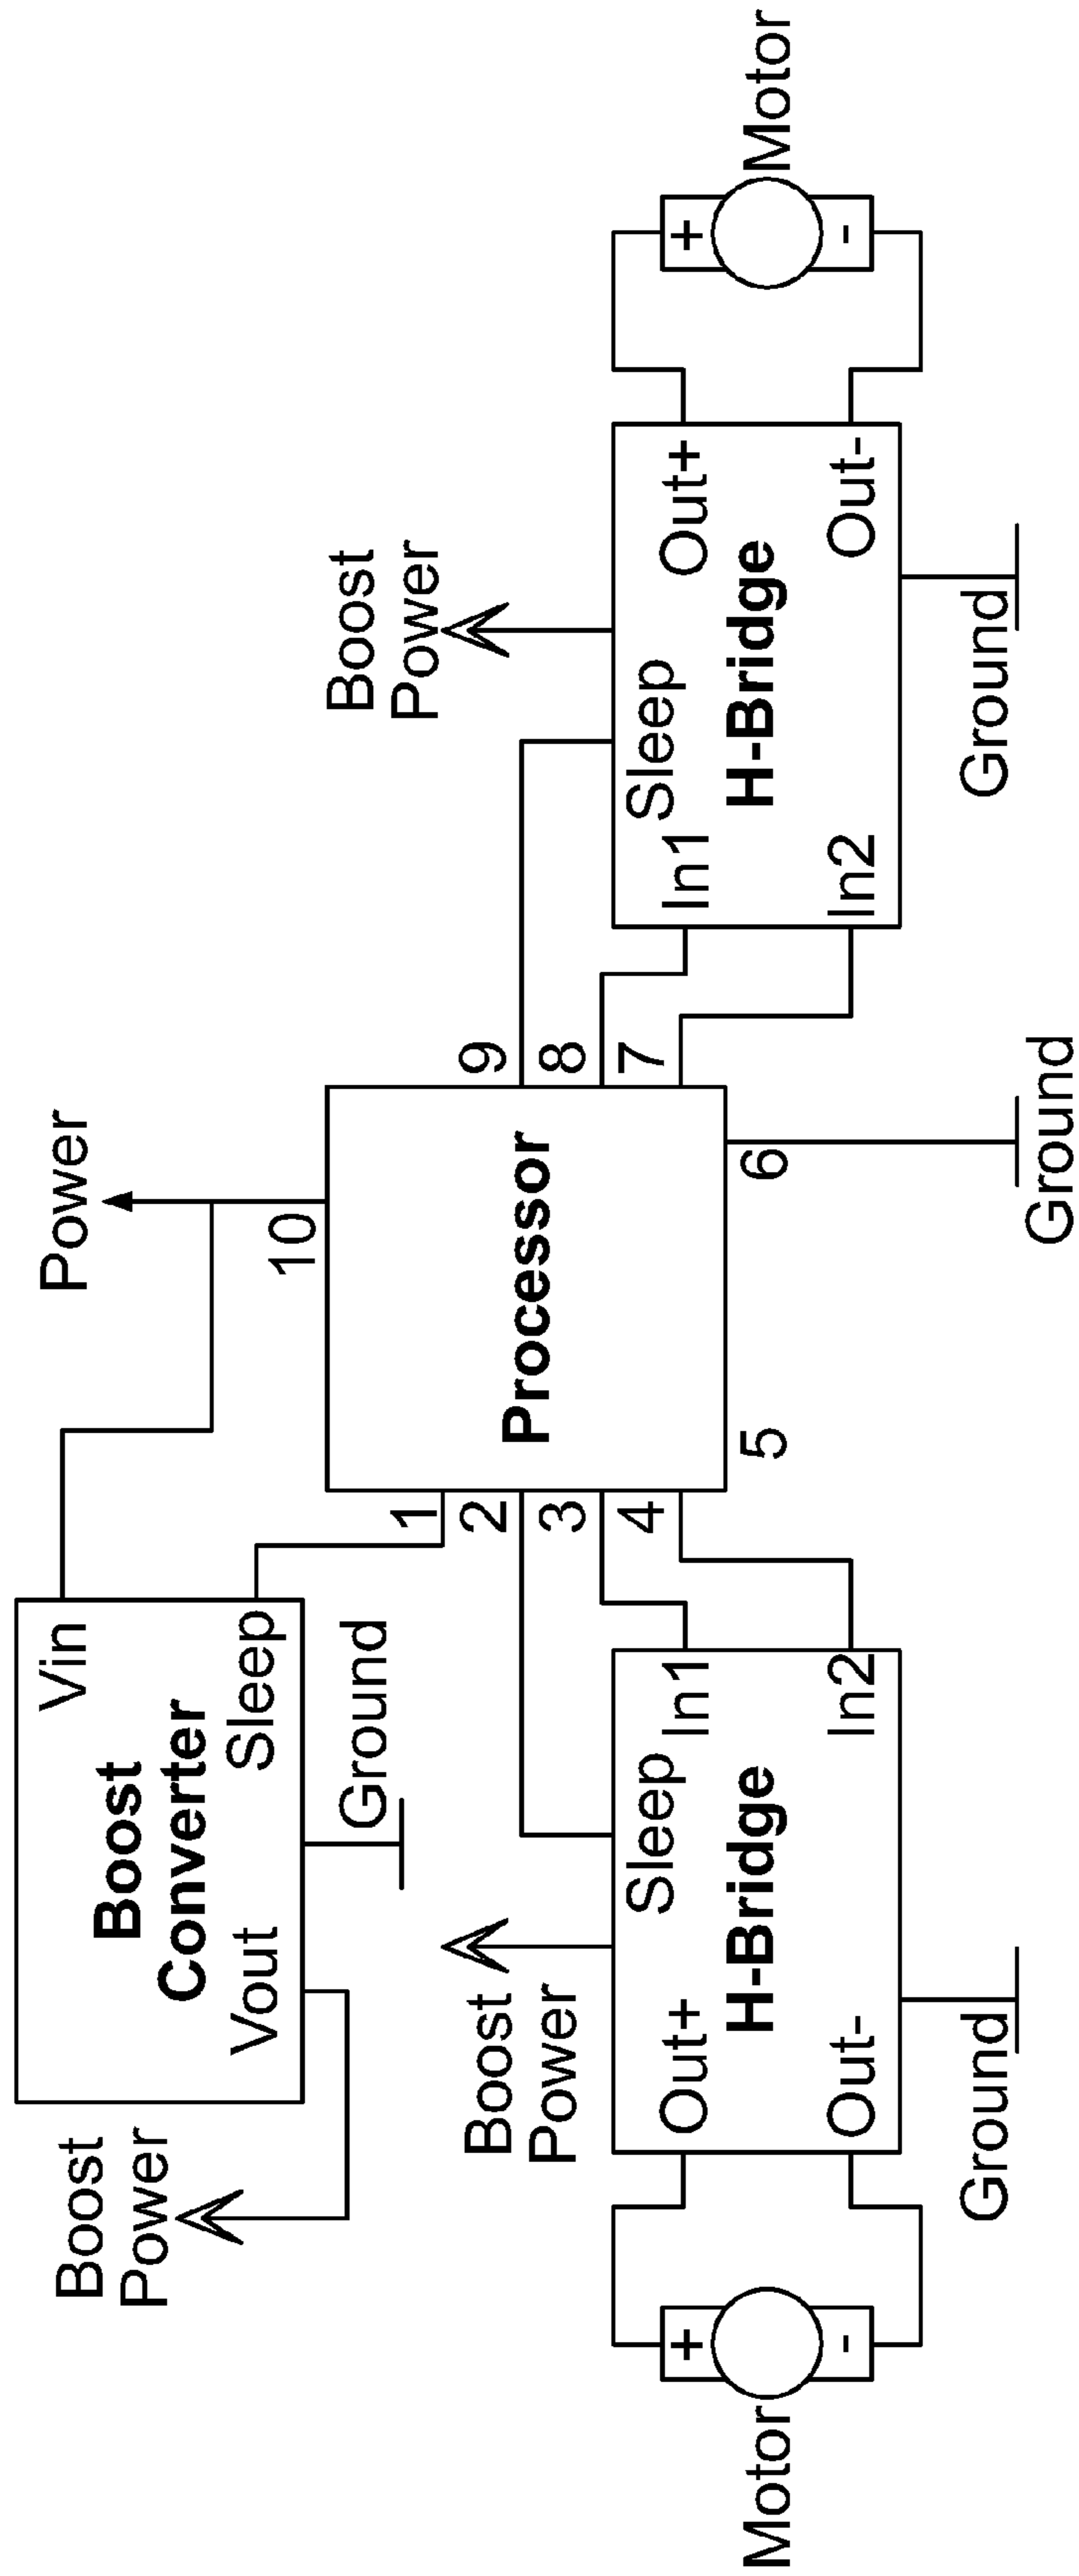 Boost
Power
Boost
Converter
Vin
Vout
Sleep
Ground
Power
10
Processor
1
2
3
4
5
6
7
8
9
Ground
Boost
Power
Sleep
Out+
In1
H-Bridge
Out-
In2
Ground
+
-
Motor
Boost
Power
Sleep
In1
Out+
H-Bridge
In2
Out-
Ground
+
-
Motor